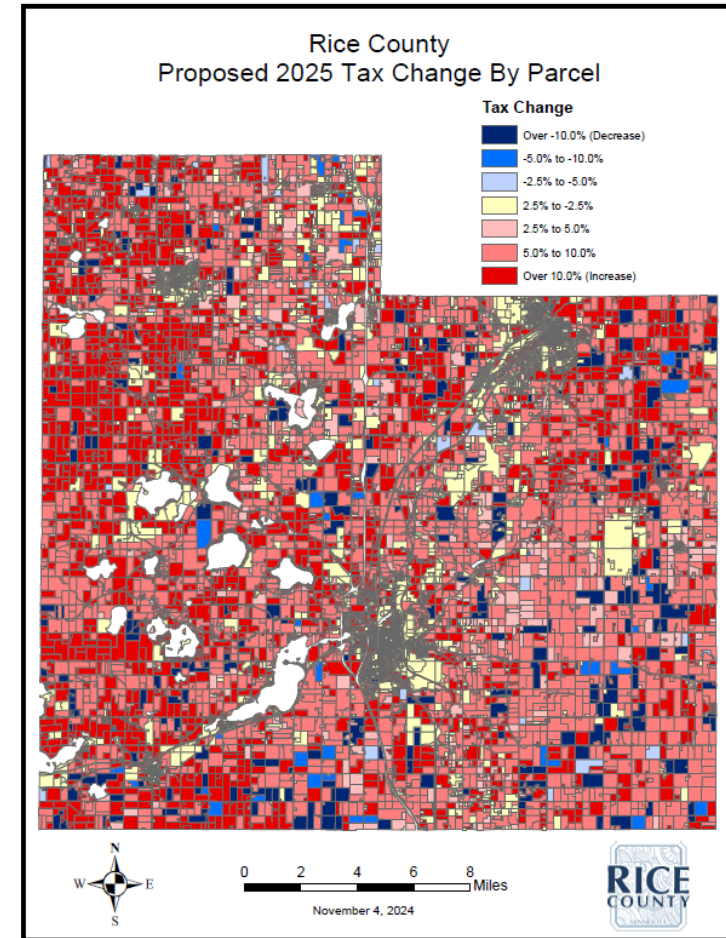 Rice County
Proposed 2025 Tax Change By Parcel
Tax Change
Over -10.0% (Decrease)
-5.0% to -10.0%
-2.5% to -5.0%
2.5% to -2.5%
2.5% to 5.0%
5.0% to 10.0%
Over 10.0% (Increase)
N
W E
S
0 2 4 6 8
Miles
November 4, 2024
RICE
COUNTY